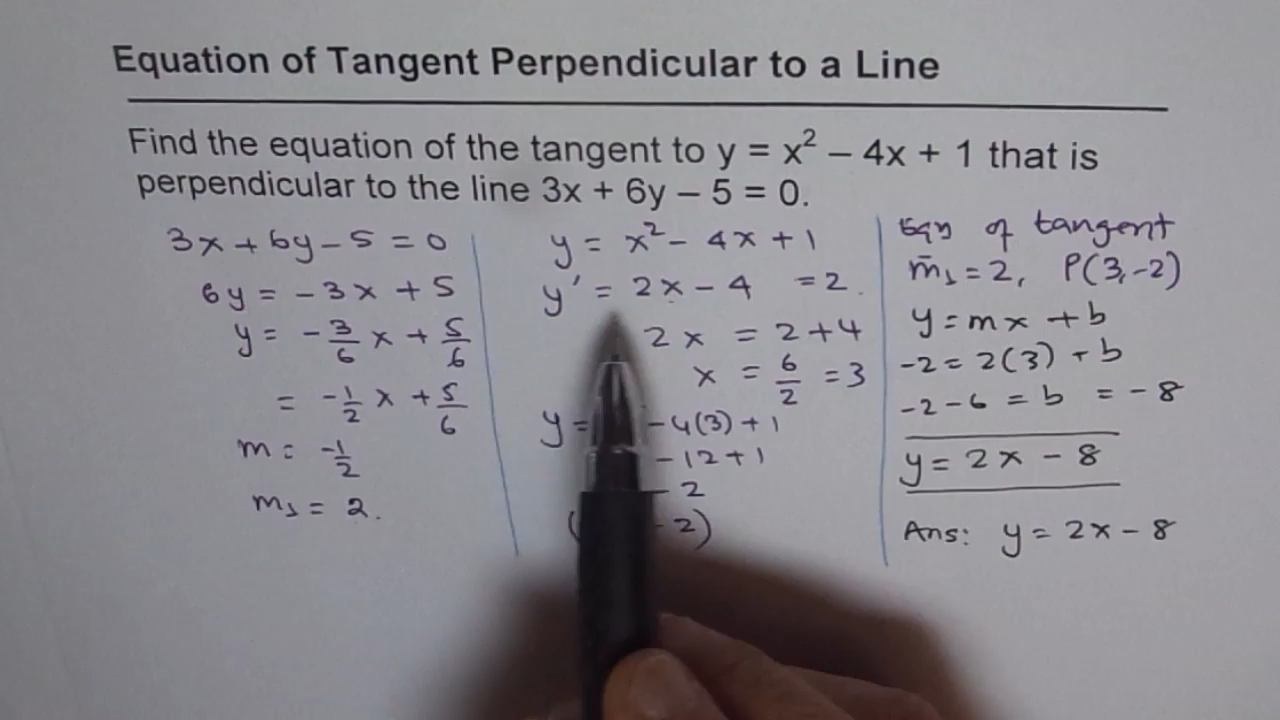 Equation of Tangent Perpendicular to a Line
Find the equation of the tangent to y = x² – 4x + 1 that is
perpendicular to the line 3x + 6y – 5 = 0.
3x + 6y - 5 = 0
6y = -3x + 5
y = -3/6 x + 5/6
= -1/2 x + 5/6
m = -1/2
m⊥ = 2.
y = x² - 4x + 1
y' = 2x - 4 = 2
2x = 2 + 4
x = 6/2 = 3
y = - 4(3) + 1
- 12 + 1
- 2
( - 2)
Eqn of tangent
m⊥ = 2, P(3, -2)
y = mx + b
-2 = 2(3) + b
-2 - 6 = b = -8
y = 2x - 8
Ans: y = 2x - 8